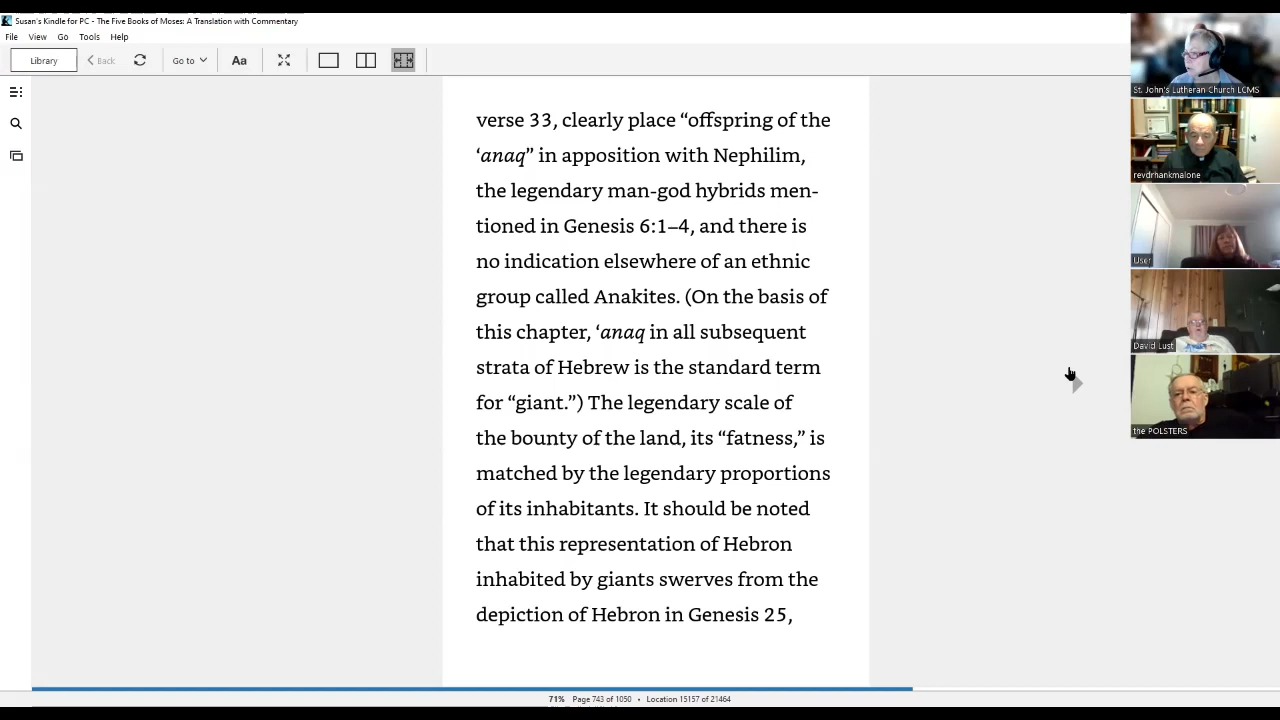 Susan's Kindle for PC - The Five Books of Moses: A Translation with Commentary
File View Go Tools Help
Library Back Go to Aa
verse 33, clearly place “offspring of the
‘anaq” in apposition with Nephilim,
the legendary man-god hybrids men-
tioned in Genesis 6:1–4, and there is
no indication elsewhere of an ethnic
group called Anakites. (On the basis of
this chapter, ‘anaq in all subsequent
strata of Hebrew is the standard term
for “giant.”) The legendary scale of
the bounty of the land, its “fatness,” is
matched by the legendary proportions
of its inhabitants. It should be noted
that this representation of Hebron
inhabited by giants swerves from the
depiction of Hebron in Genesis 25,
71% Page 743 of 1050 • Location 15157 of 21464
St. John's Lutheran Church LCMS
revdrhankmalone
User
David Lust
the POLSTERS